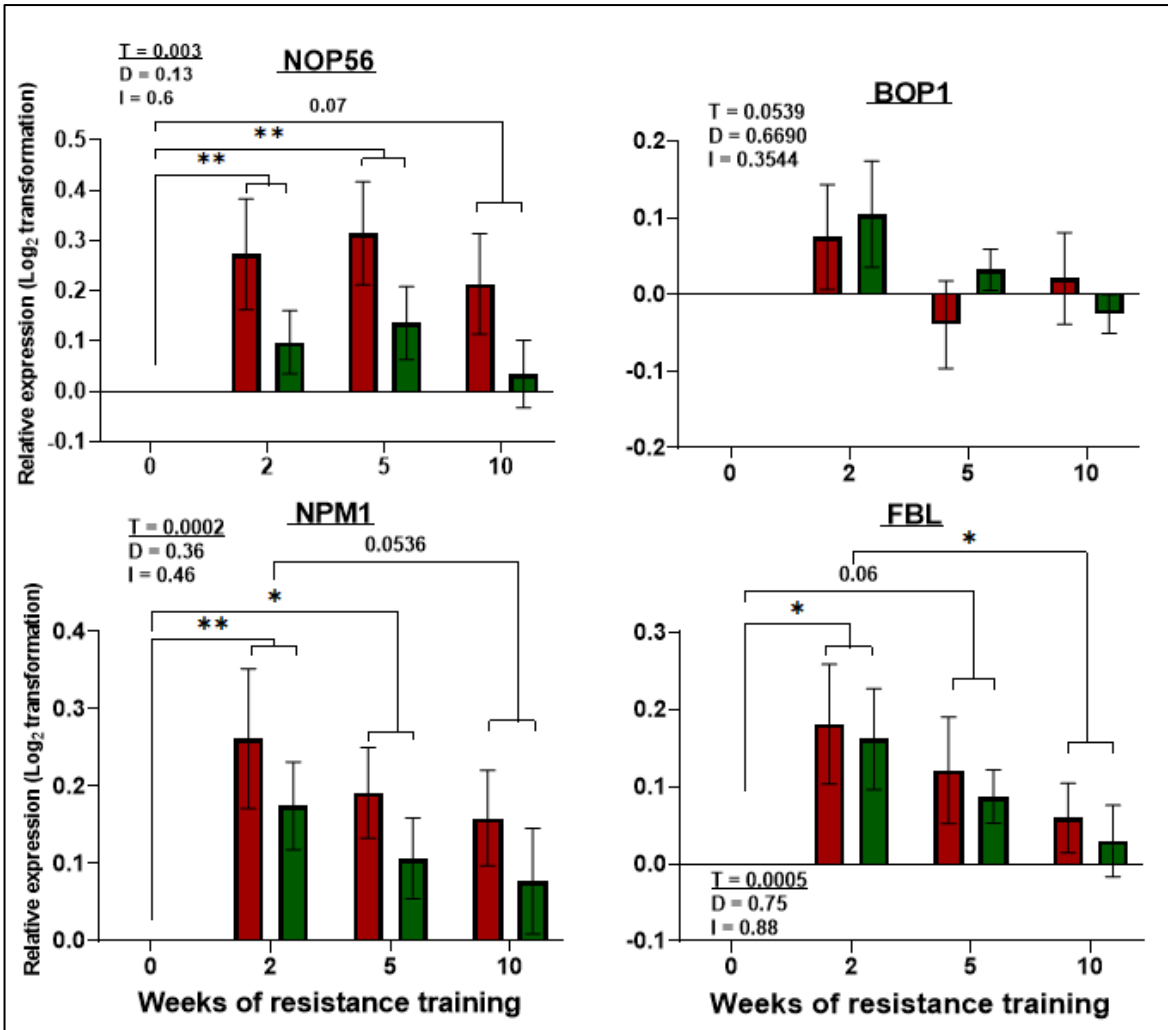 T = 0.003
D = 0.13
I = 0.6
NOP56
0.07
**
**
Relative expression (Log₂ transformation)
0.5
0.4
0.3
0.2
0.1
0.0
-0.1
0 2 5 10
BOP1
T = 0.0539
D = 0.6690
I = 0.3544
0.2
0.1
0.0
-0.1
-0.2
0 2 5 10
NPM1
T = 0.0002
D = 0.36
I = 0.46
0.0536
*
**
Relative expression (Log₂ transformation)
0.4
0.3
0.2
0.1
0.0
0 2 5 10
Weeks of resistance training
FBL
*
0.06
*
0.3
0.2
0.1
0.0
-0.1
T = 0.0005
D = 0.75
I = 0.88
0 2 5 10
Weeks of resistance training